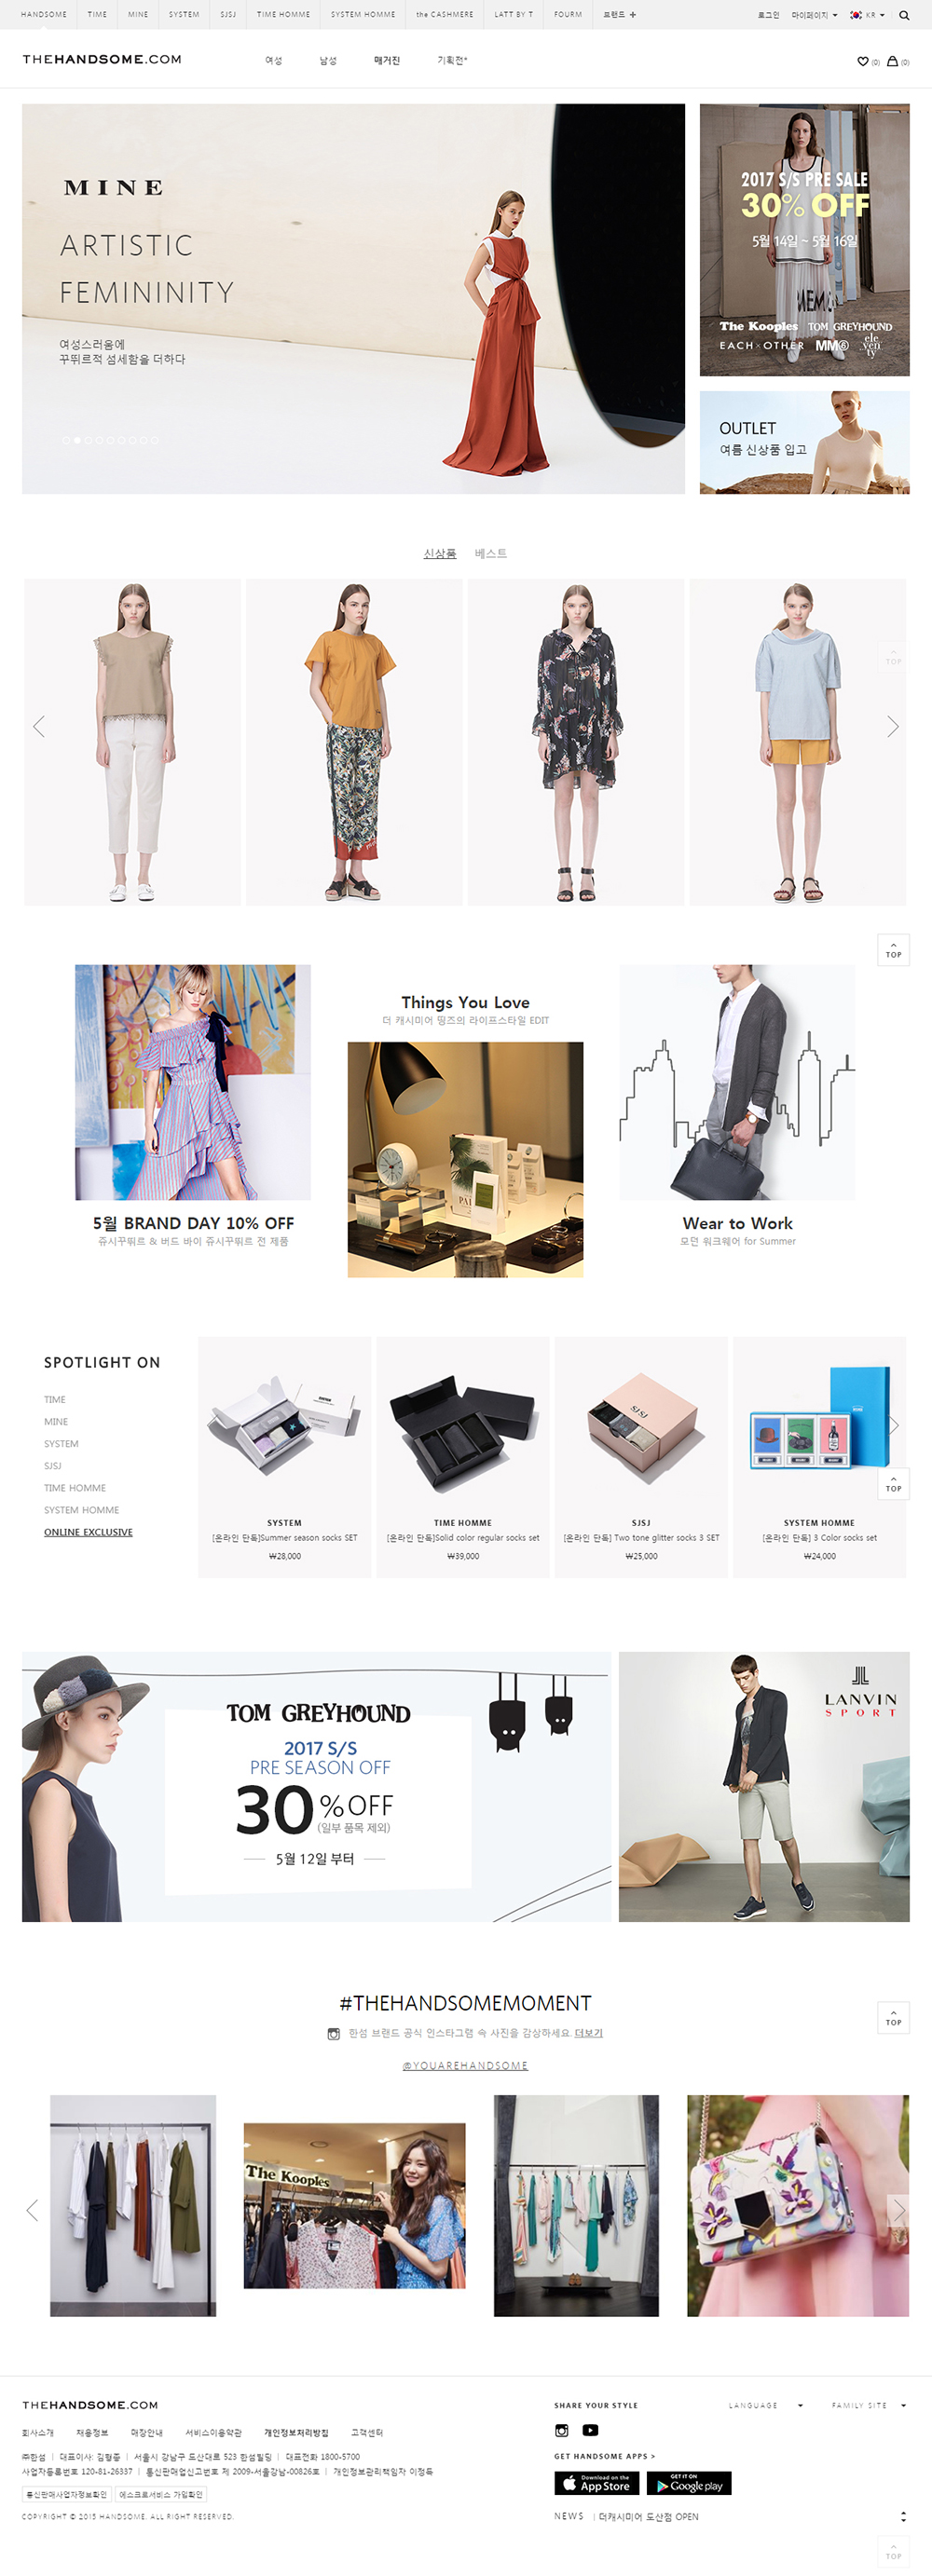 HANDSOME TIME MINE SYSTEM SJSJ TIME HOMME SYSTEM HOMME the CASHMERE LATT BY T FOURM 브랜드 + 로그인 마이페이지 KR
THEHANDSOME.COM 여성 남성 매거진 기획전* (0) (0)
MINE
ARTISTIC
FEMININITY
여성스러움에
꾸뛰르적 섬세함을 더하다
2017 S/S PRE SALE
30% OFF
5월 14일 ~ 5월 16일
The Kooples TOM GREYHOUND
EACH × OTHER MM⑥ eleventy
OUTLET
여름 신상품 입고
신상품 베스트
TOP
TOP
5월 BRAND DAY 10% OFF
쥬시꾸뛰르 & 버드 바이 쥬시꾸뛰르 전 제품
Things You Love
더 캐시미어 띵즈의 라이프스타일 EDIT
Wear to Work
모던 워크웨어 for Summer
SPOTLIGHT ON
TIME
MINE
SYSTEM
SJSJ
TIME HOMME
SYSTEM HOMME
ONLINE EXCLUSIVE
SJSJ
SYSTEM
[온라인 단독]Summer season socks SET
₩28,000
TIME HOMME
[온라인 단독]Solid color regular socks set
₩39,000
SJSJ
[온라인 단독] Two tone glitter socks 3 SET
₩25,000
SYSTEM HOMME
[온라인 단독] 3 Color socks set
₩24,000
TOP
TOM GREYHOUND
2017 S/S
PRE SEASON OFF
30% OFF
(일부 품목 제외)
5월 12일 부터
LANVIN
SPORT
#THEHANDSOMEMOMENT
한섬 브랜드 공식 인스타그램 속 사진을 감상하세요. 더보기
@YOUAREHANDSOME
TOP
The Kooples
THEHANDSOME.COM
회사소개 채용정보 매장안내 서비스이용약관 개인정보처리방침 고객센터
㈜한섬 | 대표이사: 김형종 | 서울시 강남구 도산대로 523 한섬빌딩 | 대표전화 1800-5700
사업자등록번호 120-81-26337 | 통신판매업신고번호 제 2009-서울강남-00826호 | 개인정보관리책임자 이정득
통신판매사업자정보확인 에스크로서비스 가입확인
COPYRIGHT © 2015 HANDSOME. ALL RIGHT RESERVED.
SHARE YOUR STYLE LANGUAGE FAMILY SITE
GET HANDSOME APPS >
Download on the App Store
GET IT ON Google play
NEWS | 더캐시미어 도산점 OPEN
TOP